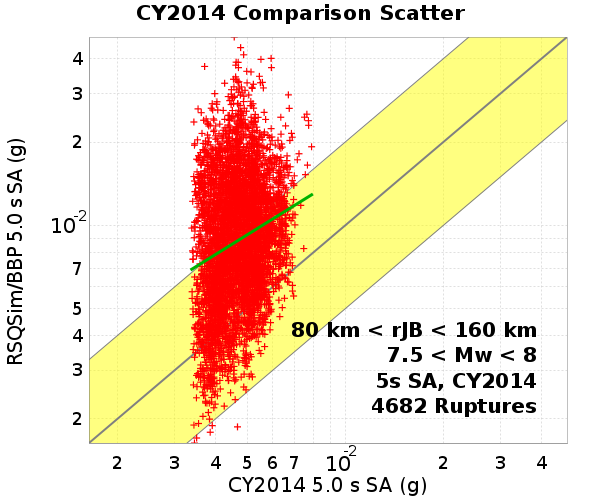 CY2014 Comparison Scatter
RSQSim/BBP 5.0 s SA (g)
4
3
2
10-2
7
5
4
3
2
80 km < rJB < 160 km
7.5 < Mw < 8
5s SA, CY2014
4682 Ruptures
2 3 4 5 6 7 10-2 2 3 4
CY2014 5.0 s SA (g)